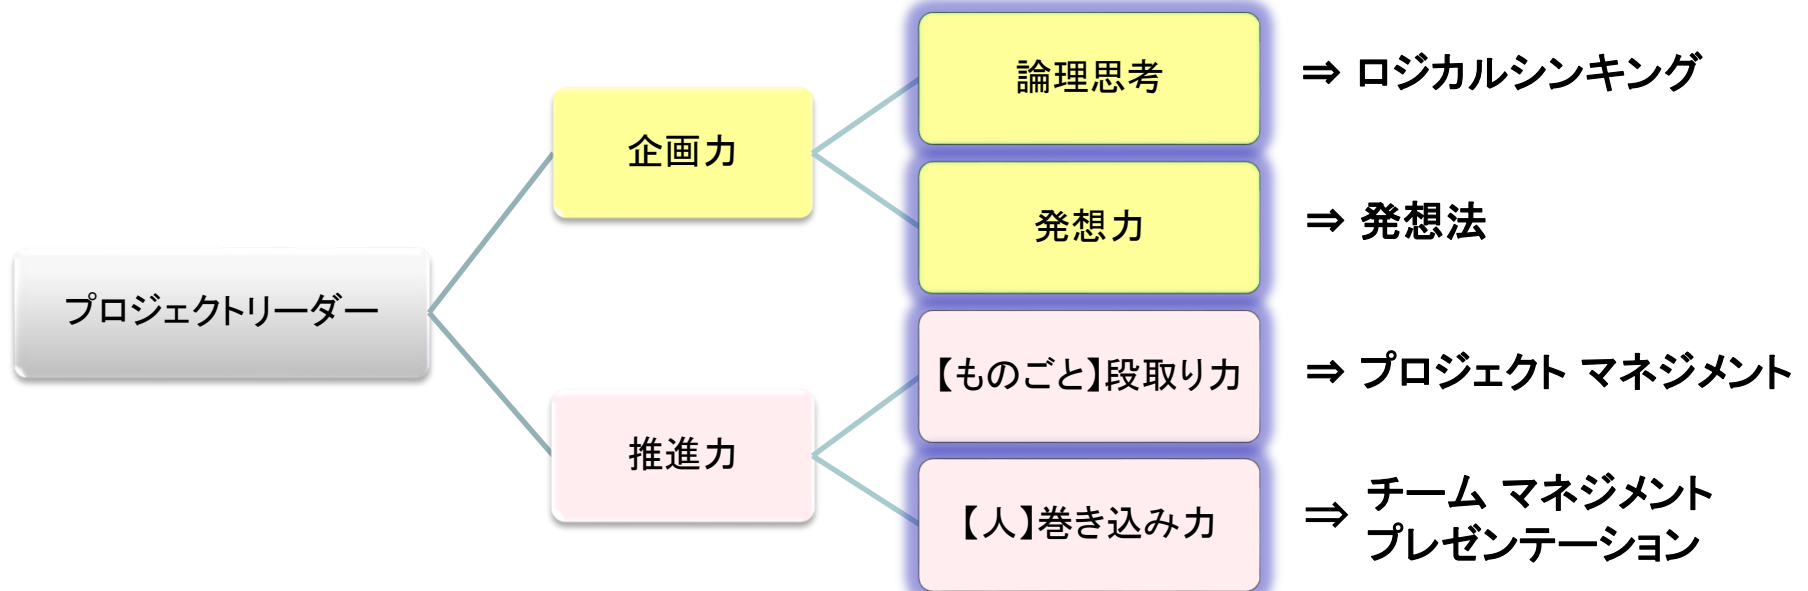 プロジェクトリーダー
企画力
推進力
論理思考
⇒ ロジカルシンキング
発想力
⇒ 発想法
【ものごと】段取り力
⇒ プロジェクト マネジメント
【人】巻き込み力
⇒ チーム マネジメント
プレゼンテーション